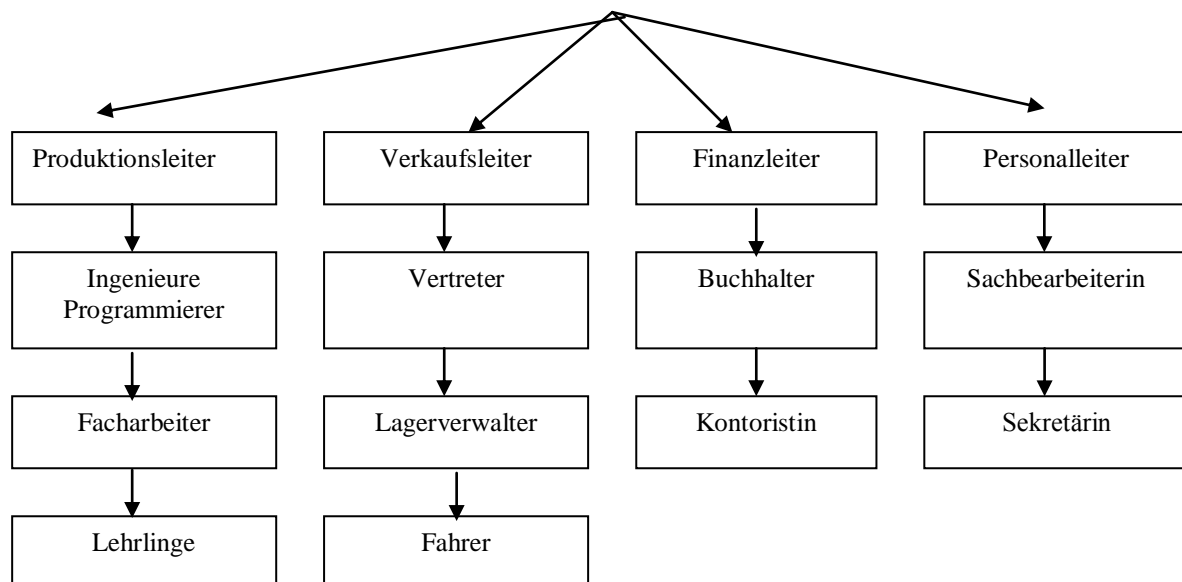 Produktionsleiter
Verkaufsleiter
Finanzleiter
Personalleiter
Ingenieure
Programmierer
Vertreter
Buchhalter
Sachbearbeiterin
Facharbeiter
Lagerverwalter
Kontoristin
Sekretärin
Lehrlinge
Fahrer